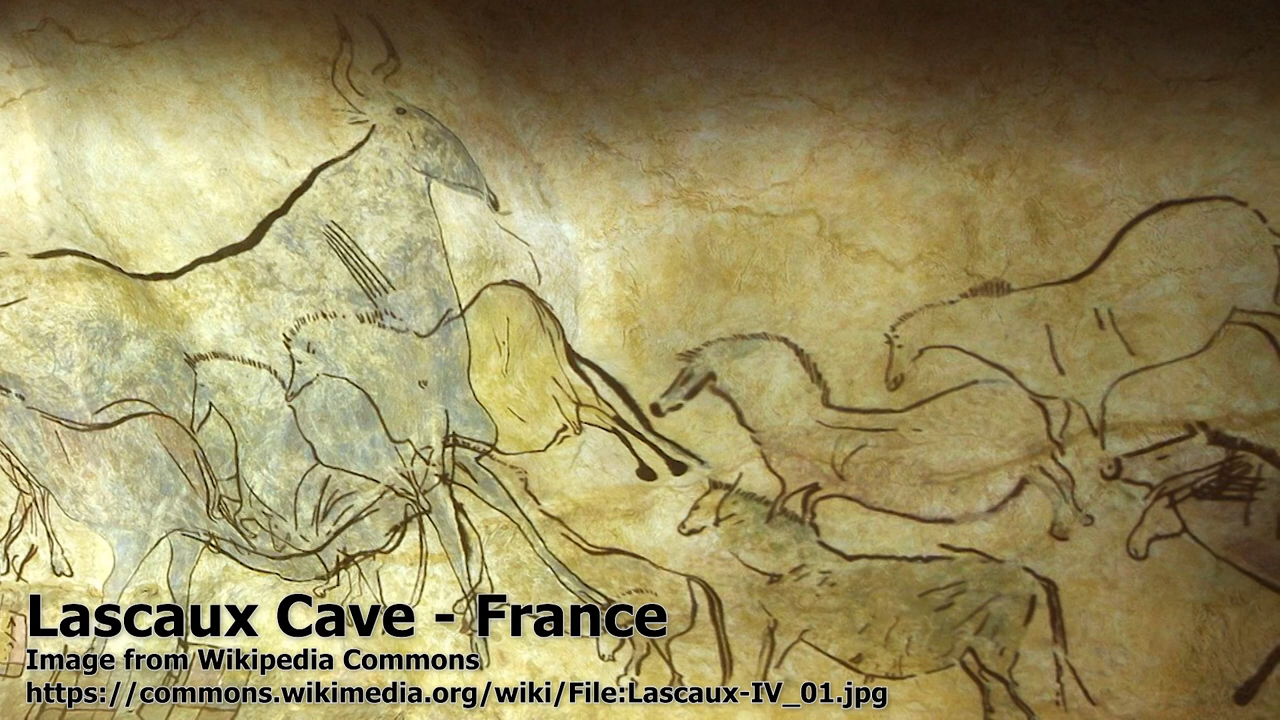 Lascaux Cave - France
Image from Wikipedia Commons
https://commons.wikimedia.org/wiki/File:Lascaux-IV_01.jpg